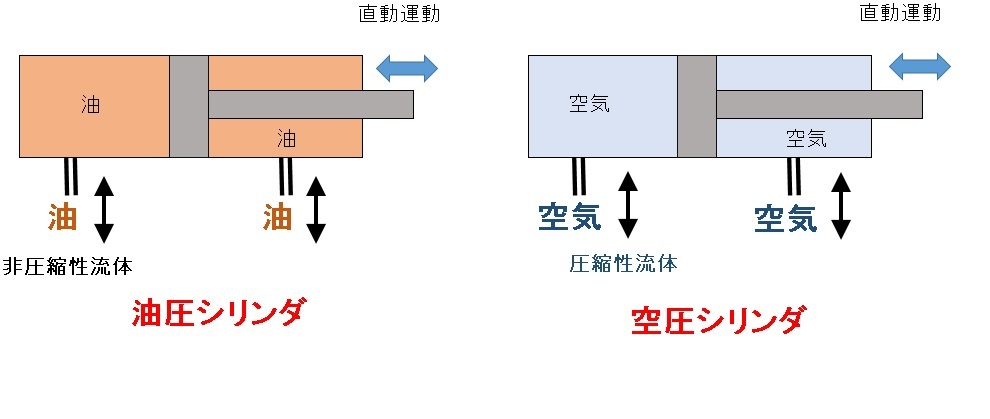 直動運動
油
油
油
油
非圧縮性流体
油圧シリンダ
直動運動
空気
空気
空気
空気
圧縮性流体
空圧シリンダ